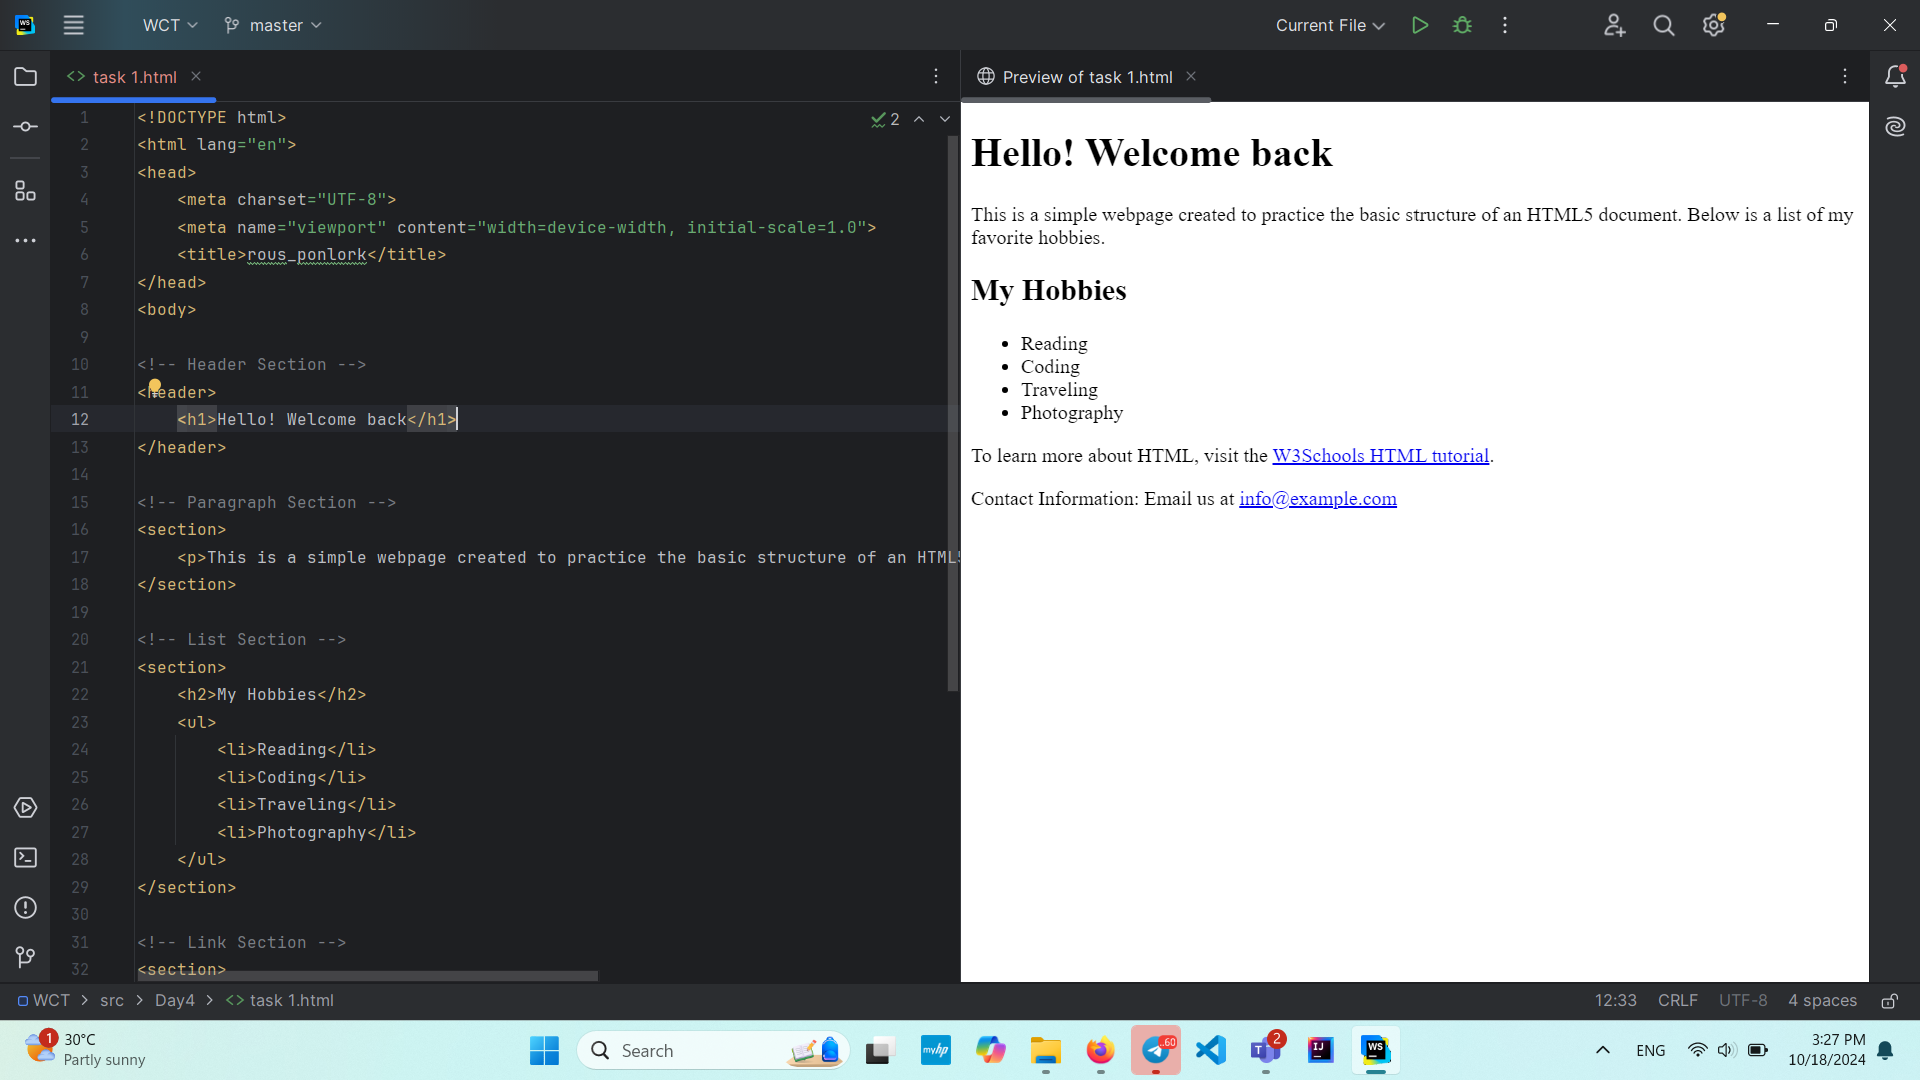 WCT
master
Current File
task 1.html
2
1 <!DOCTYPE html>
2 <html lang="en">
3 <head>
4 <meta charset="UTF-8">
5 <meta name="viewport" content="width=device-width, initial-scale=1.0">
6 <title>rous_ponlork</title>
7 </head>
8 <body>
9
10 <!-- Header Section -->
11 <header>
12 <h1>Hello! Welcome back</h1>
13 </header>
14
15 <!-- Paragraph Section -->
16 <section>
17 <p>This is a simple webpage created to practice the basic structure of an HTML5
18 </section>
19
20 <!-- List Section -->
21 <section>
22 <h2>My Hobbies</h2>
23 <ul>
24 <li>Reading</li>
25 <li>Coding</li>
26 <li>Traveling</li>
27 <li>Photography</li>
28 </ul>
29 </section>
30
31 <!-- Link Section -->
32 <section>
Preview of task 1.html
Hello! Welcome back
This is a simple webpage created to practice the basic structure of an HTML5 document. Below is a list of my
favorite hobbies.
My Hobbies
• Reading
• Coding
• Traveling
• Photography
To learn more about HTML, visit the W3Schools HTML tutorial.
Contact Information: Email us at info@example.com
WCT > src > Day4 > task 1.html
12:33 CRLF UTF-8 4 spaces
1
30°C
Partly sunny
Search
myhp
.60
2
IJ
WS
ENG
3:27 PM
10/18/2024